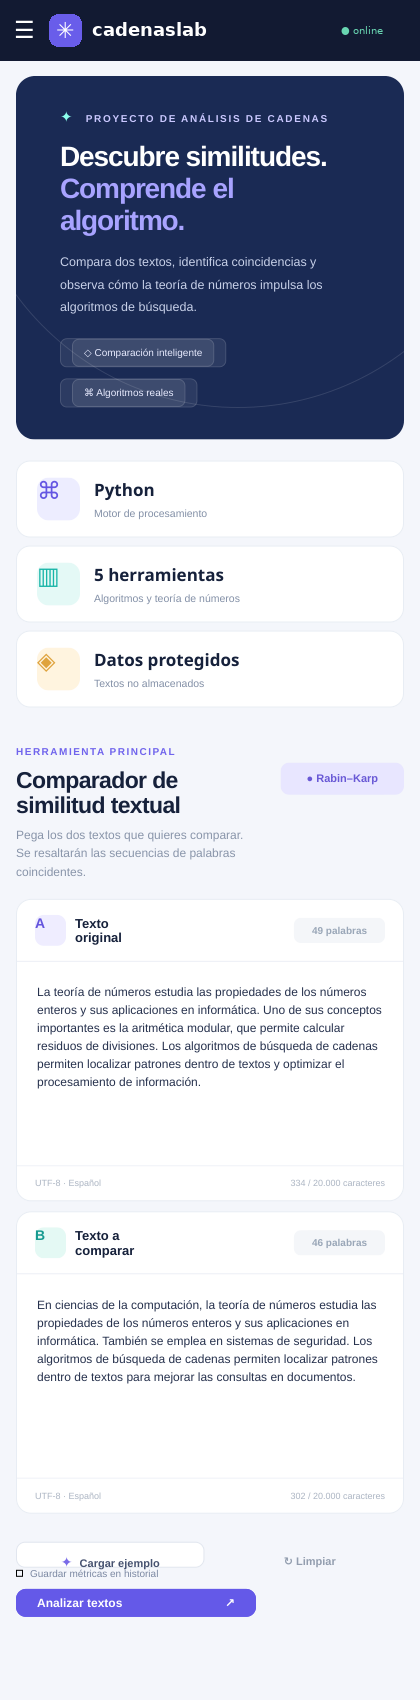 ☰ ✳ cadenaslab ● online
✦ PROYECTO DE ANÁLISIS DE CADENAS
Descubre similitudes.
Comprende el
algoritmo.
Compara dos textos, identifica coincidencias y
observa cómo la teoría de números impulsa los
algoritmos de búsqueda.
◇ Comparación inteligente
⌘ Algoritmos reales
⌘ Python
Motor de procesamiento
▥ 5 herramientas
Algoritmos y teoría de números
◈ Datos protegidos
Textos no almacenados
HERRAMIENTA PRINCIPAL
Comparador de
similitud textual
● Rabin–Karp
Pega los dos textos que quieres comparar.
Se resaltarán las secuencias de palabras
coincidentes.
A Texto
original
49 palabras
La teoría de números estudia las propiedades de los números
enteros y sus aplicaciones en informática. Uno de sus conceptos
importantes es la aritmética modular, que permite calcular
residuos de divisiones. Los algoritmos de búsqueda de cadenas
permiten localizar patrones dentro de textos y optimizar el
procesamiento de información.
UTF-8 · Español 334 / 20.000 caracteres
B Texto a
comparar
46 palabras
En ciencias de la computación, la teoría de números estudia las
propiedades de los números enteros y sus aplicaciones en
informática. También se emplea en sistemas de seguridad. Los
algoritmos de búsqueda de cadenas permiten localizar patrones
dentro de textos para mejorar las consultas en documentos.
UTF-8 · Español 302 / 20,000 caracteres
✦ Cargar ejemplo ↻ Limpiar
Guardar métricas en historial
Analizar textos ↗